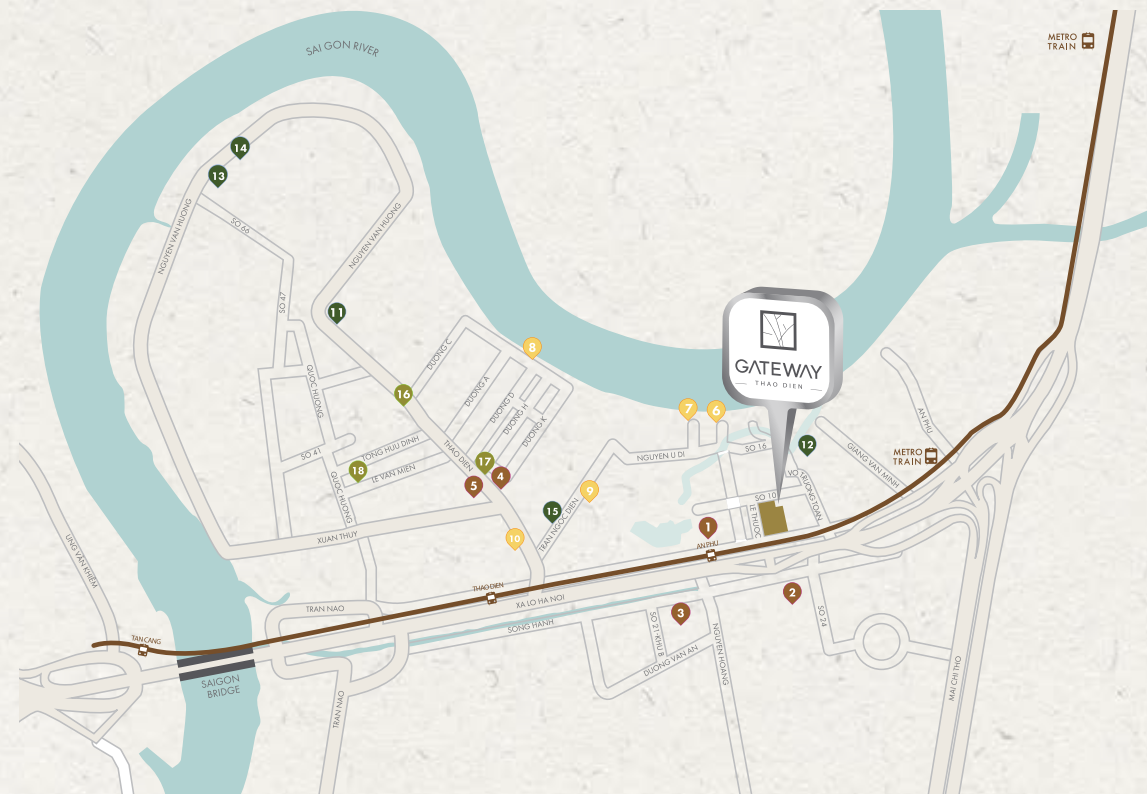 METRO
TRAIN
SAI GON RIVER
14
13
NGUYEN VAN HUONG
SO 66
NGUYEN VAN HUONG
SO 47
11
GATEWAY
THAO DIEN
8
DUONG C
QUOC HUONG
16
DUONG A
DUONG D
DUONG H
DUONG K
7
6
AN PHU
SO 41
TONG HUU DINH
THAO DIEN
LE VAN MIEN
18
17
5
4
NGUYEN U DI
SO 16
12
GIANG VAN MINH
METRO
TRAIN
QUOC HUONG
9
VO TRUONG TOAN
SO 10
LE THUOC
15
TRAN NGOC DIEN
1
XUAN THUY
10
AN PHU
UNG VAN KHIEM
THAO DIEN
XA LO HA NOI
2
TRAN NAO
3
SO 24
SONG HANH
SO 21-KHU B
NGUYEN HOANG
TAN CANG
DUONG VAN AN
MAI CHI THO
SAIGON
BRIDGE
TRAN NAO